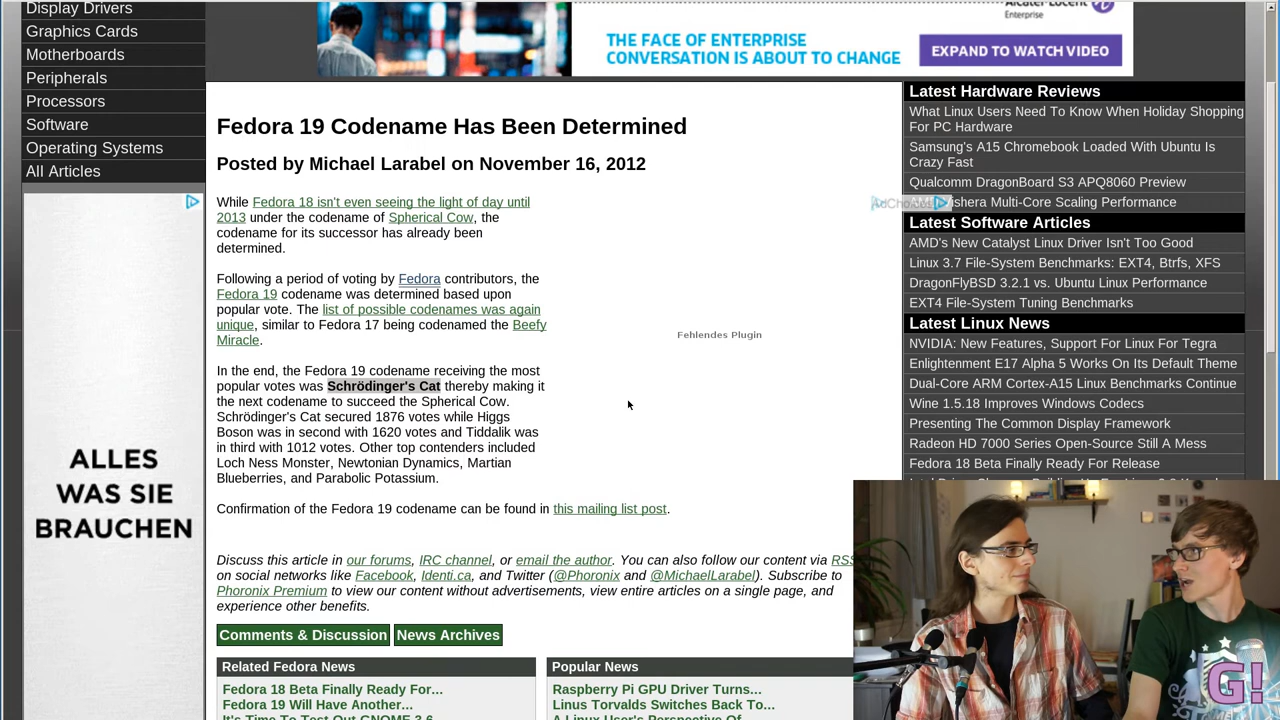 Display Drivers
Graphics Cards
Motherboards
Peripherals
Processors
Software
Operating Systems
All Articles
Enterprise
THE FACE OF ENTERPRISE
CONVERSATION IS ABOUT TO CHANGE
EXPAND TO WATCH VIDEO
ALLES
WAS SIE
BRAUCHEN
Fedora 19 Codename Has Been Determined
Posted by Michael Larabel on November 16, 2012
While Fedora 18 isn't even seeing the light of day until
2013 under the codename of Spherical Cow, the
codename for its successor has already been
determined.
Following a period of voting by Fedora contributors, the
Fedora 19 codename was determined based upon
popular vote. The list of possible codenames was again
unique, similar to Fedora 17 being codenamed the Beefy
Miracle.
In the end, the Fedora 19 codename receiving the most
popular votes was Schrödinger's Cat thereby making it
the next codename to succeed the Spherical Cow.
Schrödinger's Cat secured 1876 votes while Higgs
Boson was in second with 1620 votes and Tiddalik was
in third with 1012 votes. Other top contenders included
Loch Ness Monster, Newtonian Dynamics, Martian
Blueberries, and Parabolic Potassium.
Confirmation of the Fedora 19 codename can be found in this mailing list post.
Discuss this article in our forums, IRC channel, or email the author. You can also follow our content via RSS
on social networks like Facebook, Identi.ca, and Twitter (@Phoronix and @MichaelLarabel). Subscribe to
Phoronix Premium to view our content without advertisements, view entire articles on a single page, and
experience other benefits.
Comments & Discussion News Archives
Related Fedora News
Fedora 18 Beta Finally Ready For...
Fedora 19 Will Have Another...
It's Time To Test Out GNOME 3.6
Popular News
Raspberry Pi GPU Driver Turns...
Linus Torvalds Switches Back To...
A Linux User's Perspective Of
Fehlendes Plugin
Latest Hardware Reviews
What Linux Users Need To Know When Holiday Shopping
For PC Hardware
Samsung's A15 Chromebook Loaded With Ubuntu Is
Crazy Fast
Qualcomm DragonBoard S3 APQ8060 Preview
AdChoices
ishera Multi-Core Scaling Performance
Latest Software Articles
AMD's New Catalyst Linux Driver Isn't Too Good
Linux 3.7 File-System Benchmarks: EXT4, Btrfs, XFS
DragonFlyBSD 3.2.1 vs. Ubuntu Linux Performance
EXT4 File-System Tuning Benchmarks
Latest Linux News
NVIDIA: New Features, Support For Linux For Tegra
Enlightenment E17 Alpha 5 Works On Its Default Theme
Dual-Core ARM Cortex-A15 Linux Benchmarks Continue
Wine 1.5.18 Improves Windows Codecs
Presenting The Common Display Framework
Radeon HD 7000 Series Open-Source Still A Mess
Fedora 18 Beta Finally Ready For Release
G!